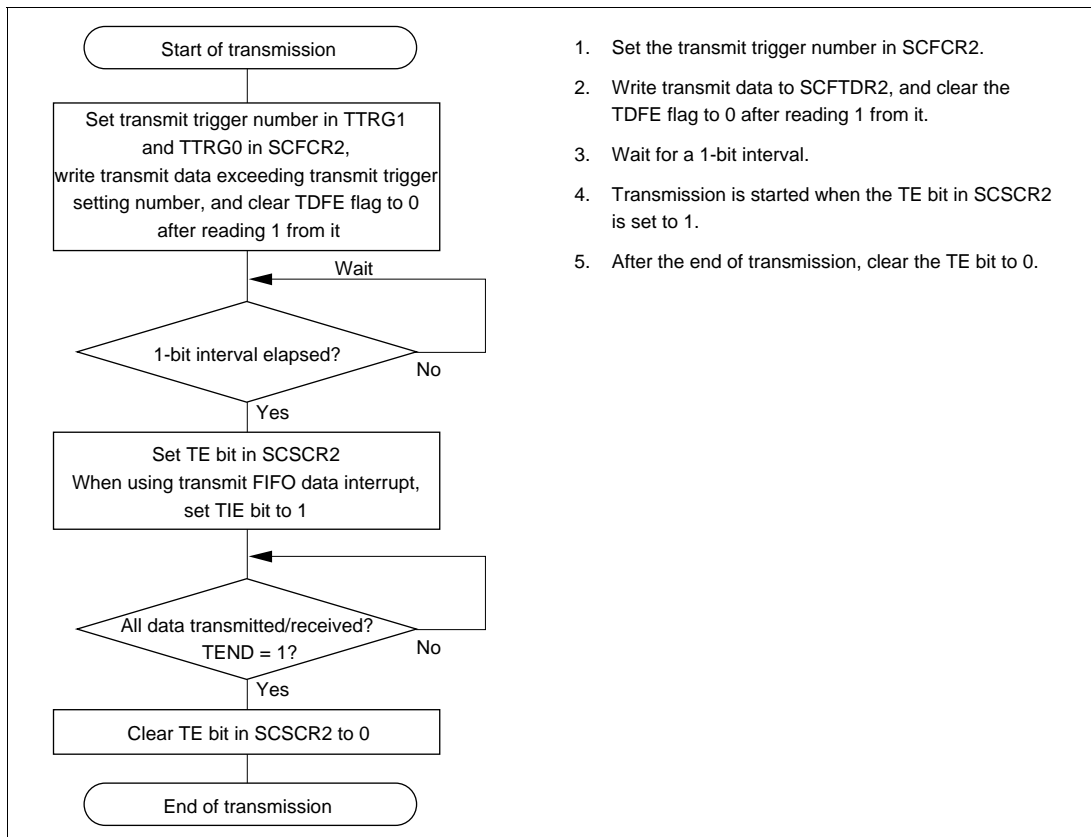 Start of transmission
Set transmit trigger number in TTRG1
and TTRG0 in SCFCR2,
write transmit data exceeding transmit trigger
setting number, and clear TDFE flag to 0
after reading 1 from it
Wait
1-bit interval elapsed?
No
Yes
Set TE bit in SCSCR2
When using transmit FIFO data interrupt,
set TIE bit to 1
All data transmitted/received?
TEND = 1?
No
Yes
Clear TE bit in SCSCR2 to 0
End of transmission
1. Set the transmit trigger number in SCFCR2.
2. Write transmit data to SCFTDR2, and clear the
TDFE flag to 0 after reading 1 from it.
3. Wait for a 1-bit interval.
4. Transmission is started when the TE bit in SCSCR2
is set to 1.
5. After the end of transmission, clear the TE bit to 0.